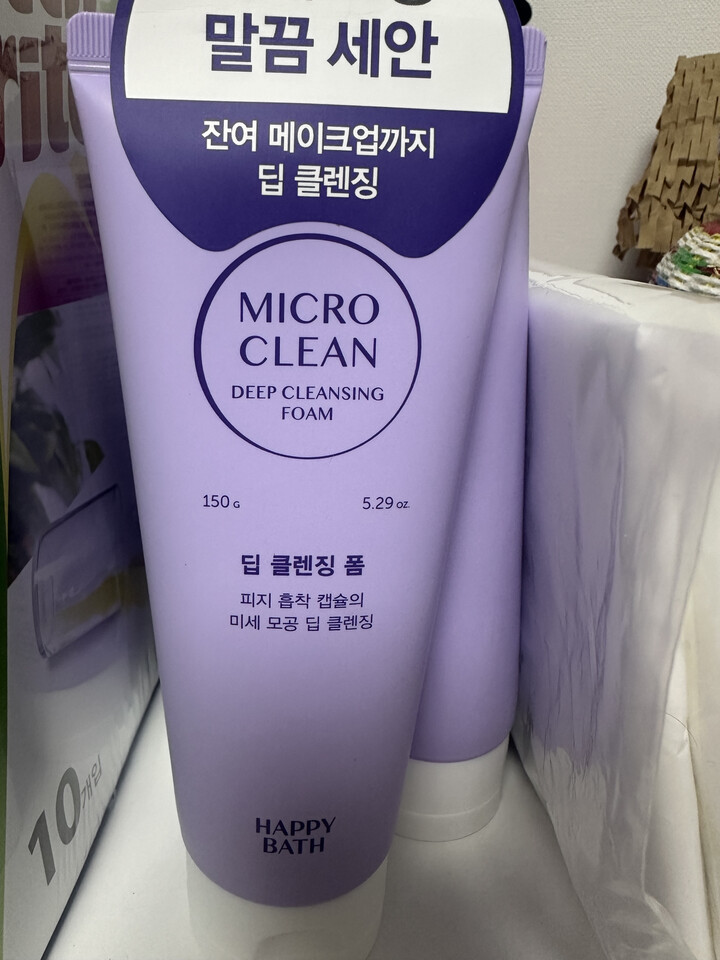 말끔 세안
잔여 메이크업까지
딥 클렌징
MICRO
CLEAN
DEEP CLEANSING
FOAM
150 G
5.29 oz.
딥 클렌징 폼
피지 흡착 캡슐의
미세 모공 딥 클렌징
HAPPY
BATH
10개입